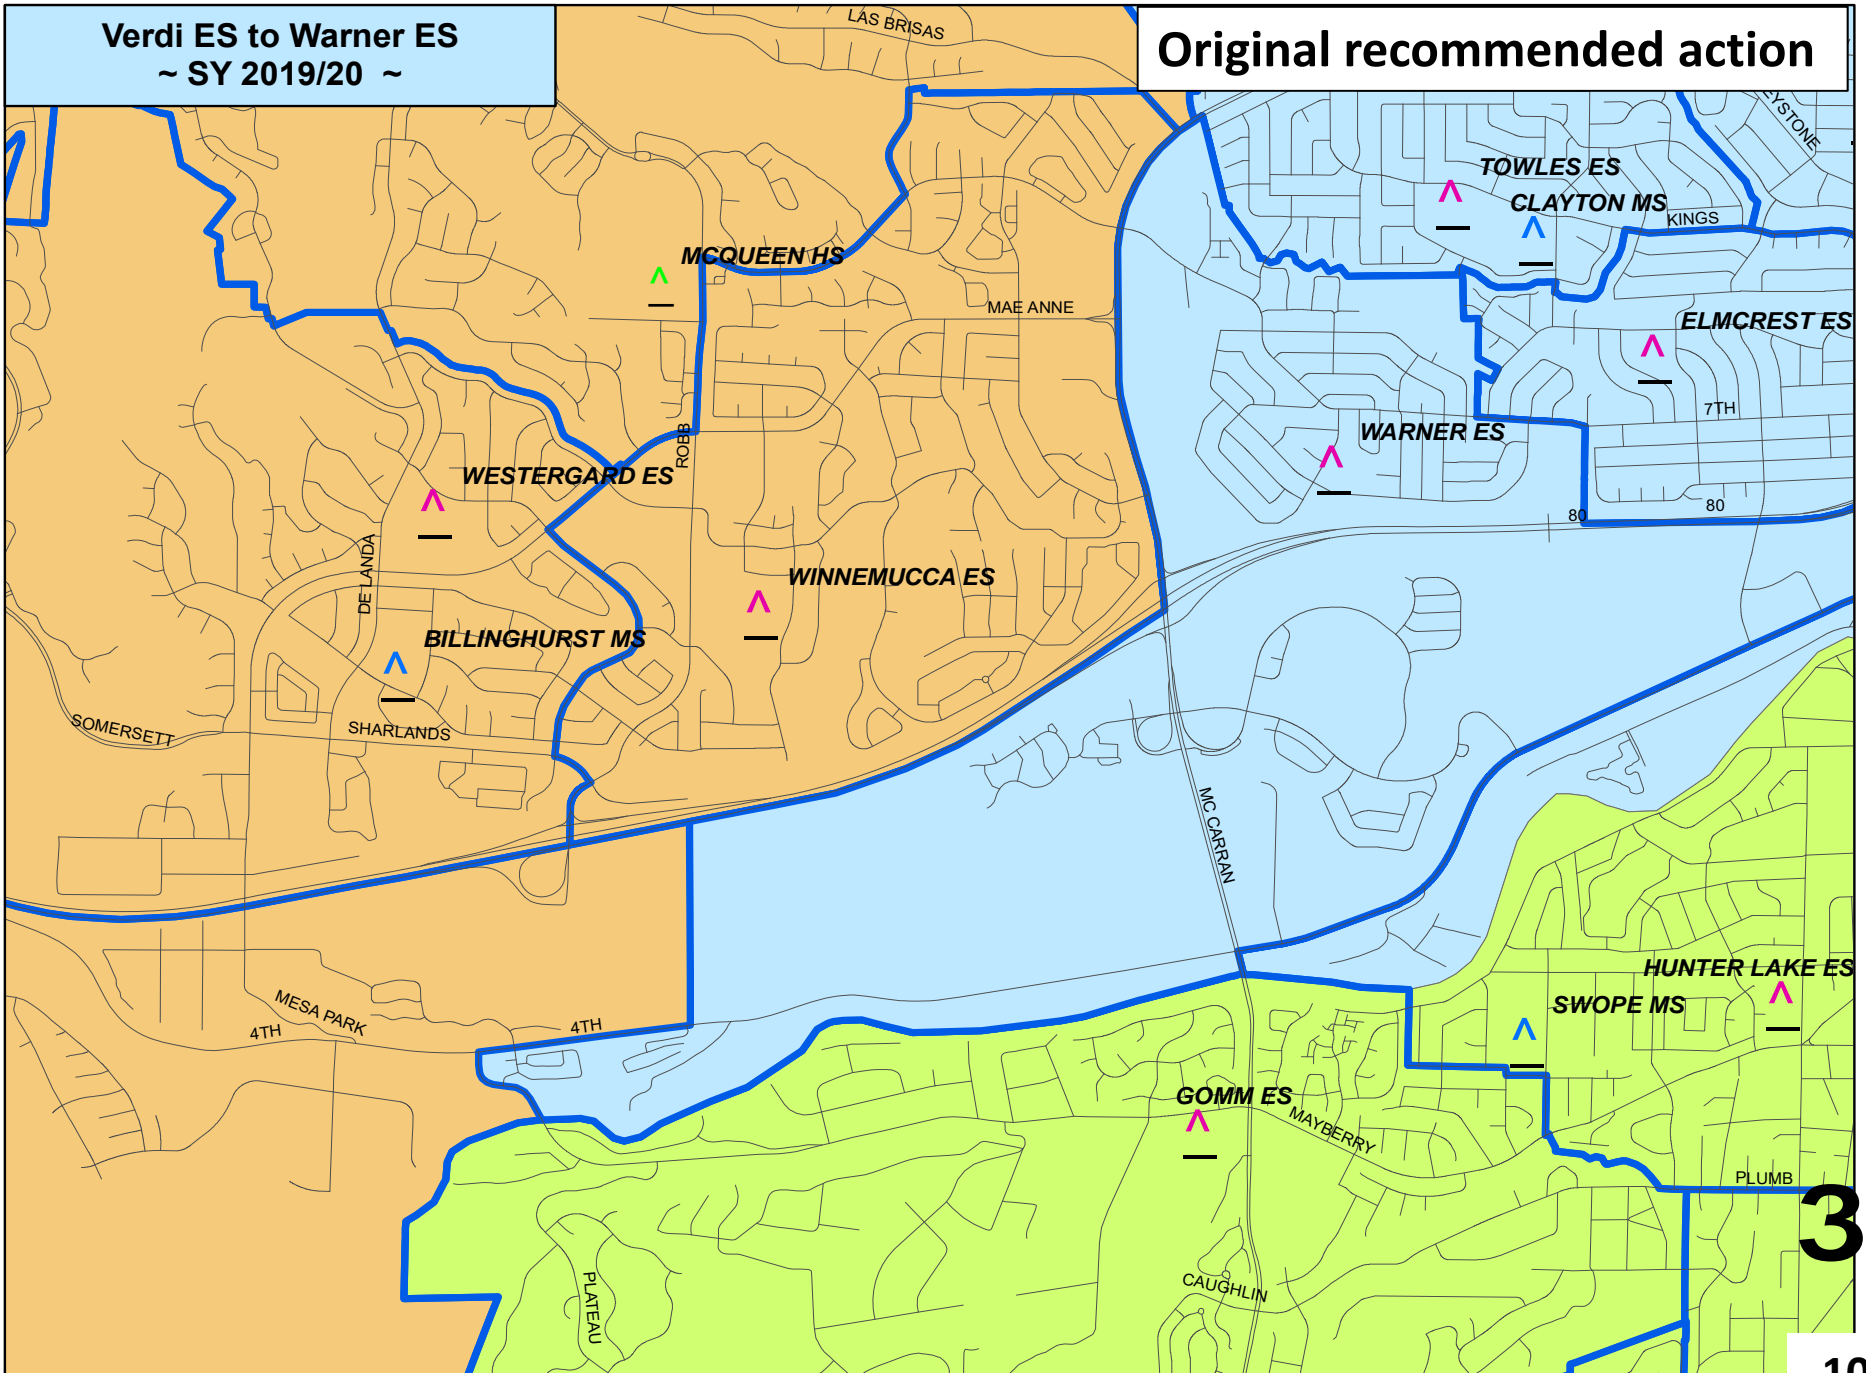 Verdi ES to Warner ES
~ SY 2019/20 ~
Original recommended action
LAS BRISAS
EYSTONE
TOWLES ES
CLAYTON MS
KINGS
MCQUEEN HS
MAE ANNE
ELMCREST ES
7TH
WARNER ES
ROBB
WESTERGARD ES
80
80
DE LANDA
WINNEMUCCA ES
BILLINGHURST MS
SOMERSETT
SHARLANDS
MC CARRAN
HUNTER LAKE ES
SWOPE MS
MESA PARK
4TH
4TH
GOMM ES
MAYBERRY
PLUMB
3
CAUGHLIN
PLATEAU
10